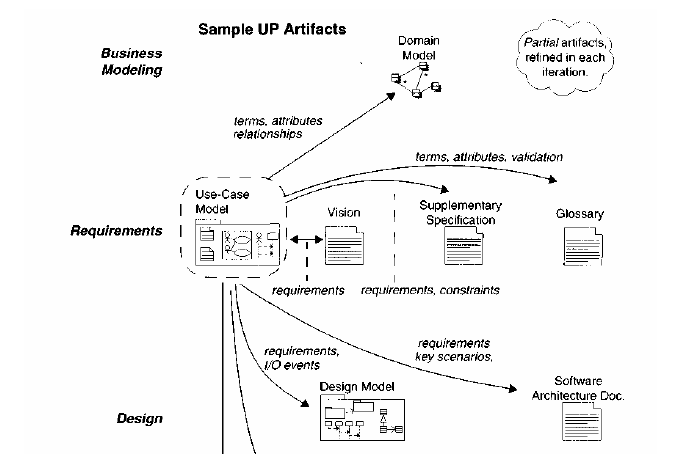 Sample UP Artifacts
Business
Modeling
Domain
Model
Partial artifacts,
refined in each
iteration.
terms, attributes
relationships
terms, attributes, validation
Use-Case
Model
Requirements
Vision
Supplementary
Specification
Glossary
requirements
requirements, constraints
requirements,
I/O events
requirements
key scenarios,
Design Model
Software
Architecture Doc.
Design